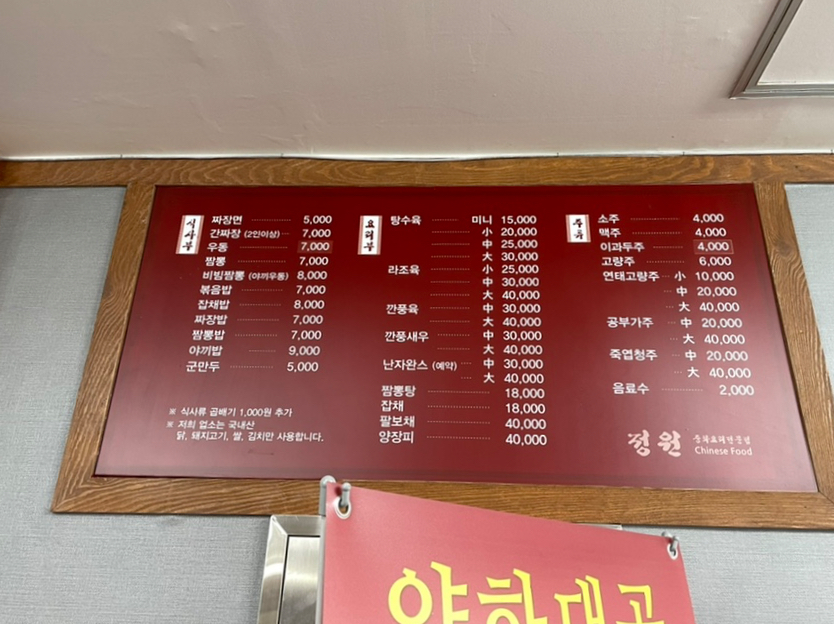 식사부
짜장면 5,000
간짜장 (2인이상) 7,000
우동 7,000
짬뽕 7,000
비빙짬뽕 (야끼우동) 8,000
볶음밥 7,000
잡채밥 8,000
짜장밥 7,000
짬뽕밥 7,000
야끼밥 9,000
군만두 5,000
※ 식사류 곱배기 1,000원 추가
※ 저희 업소는 국내산
닭, 돼지고기, 쌀, 김치만 사용합니다.
요리부
탕수육 미니 15,000
小 20,000
中 25,000
大 30,000
라조육 小 25,000
中 30,000
大 40,000
깐풍육 中 30,000
大 40,000
깐풍새우 中 30,000
大 40,000
난자완스 (예약) 中 30,000
大 40,000
짬뽕탕 18,000
잡채 18,000
팔보채 40,000
양장피 40,000
주류
소주 4,000
맥주 4,000
이과두주 4,000
고량주 6,000
연태고량주 小 10,000
中 20,000
大 40,000
공부가주 中 20,000
大 40,000
죽엽청주 中 20,000
大 40,000
음료수 2,000
정원 중화요리전문점
Chinese Food